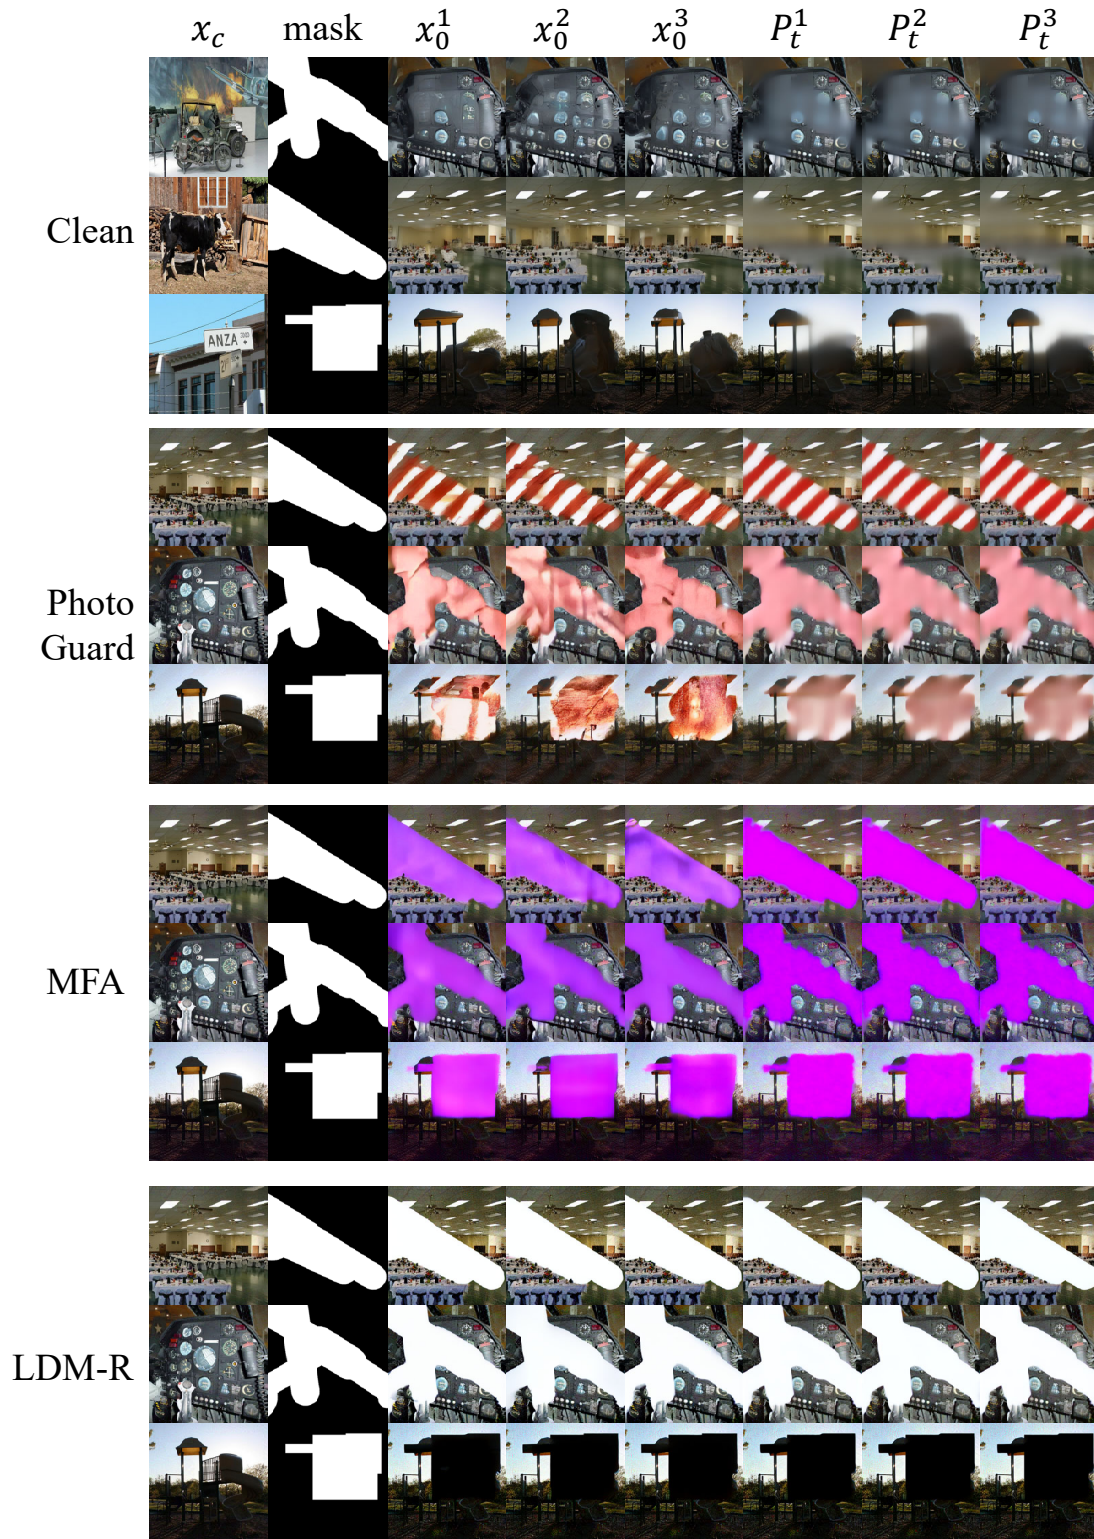 x_c mask x_0^1 x_0^2 x_0^3 P_t^1 P_t^2 P_t^3
Clean
ANZA
Photo
Guard
MFA
LDM-R